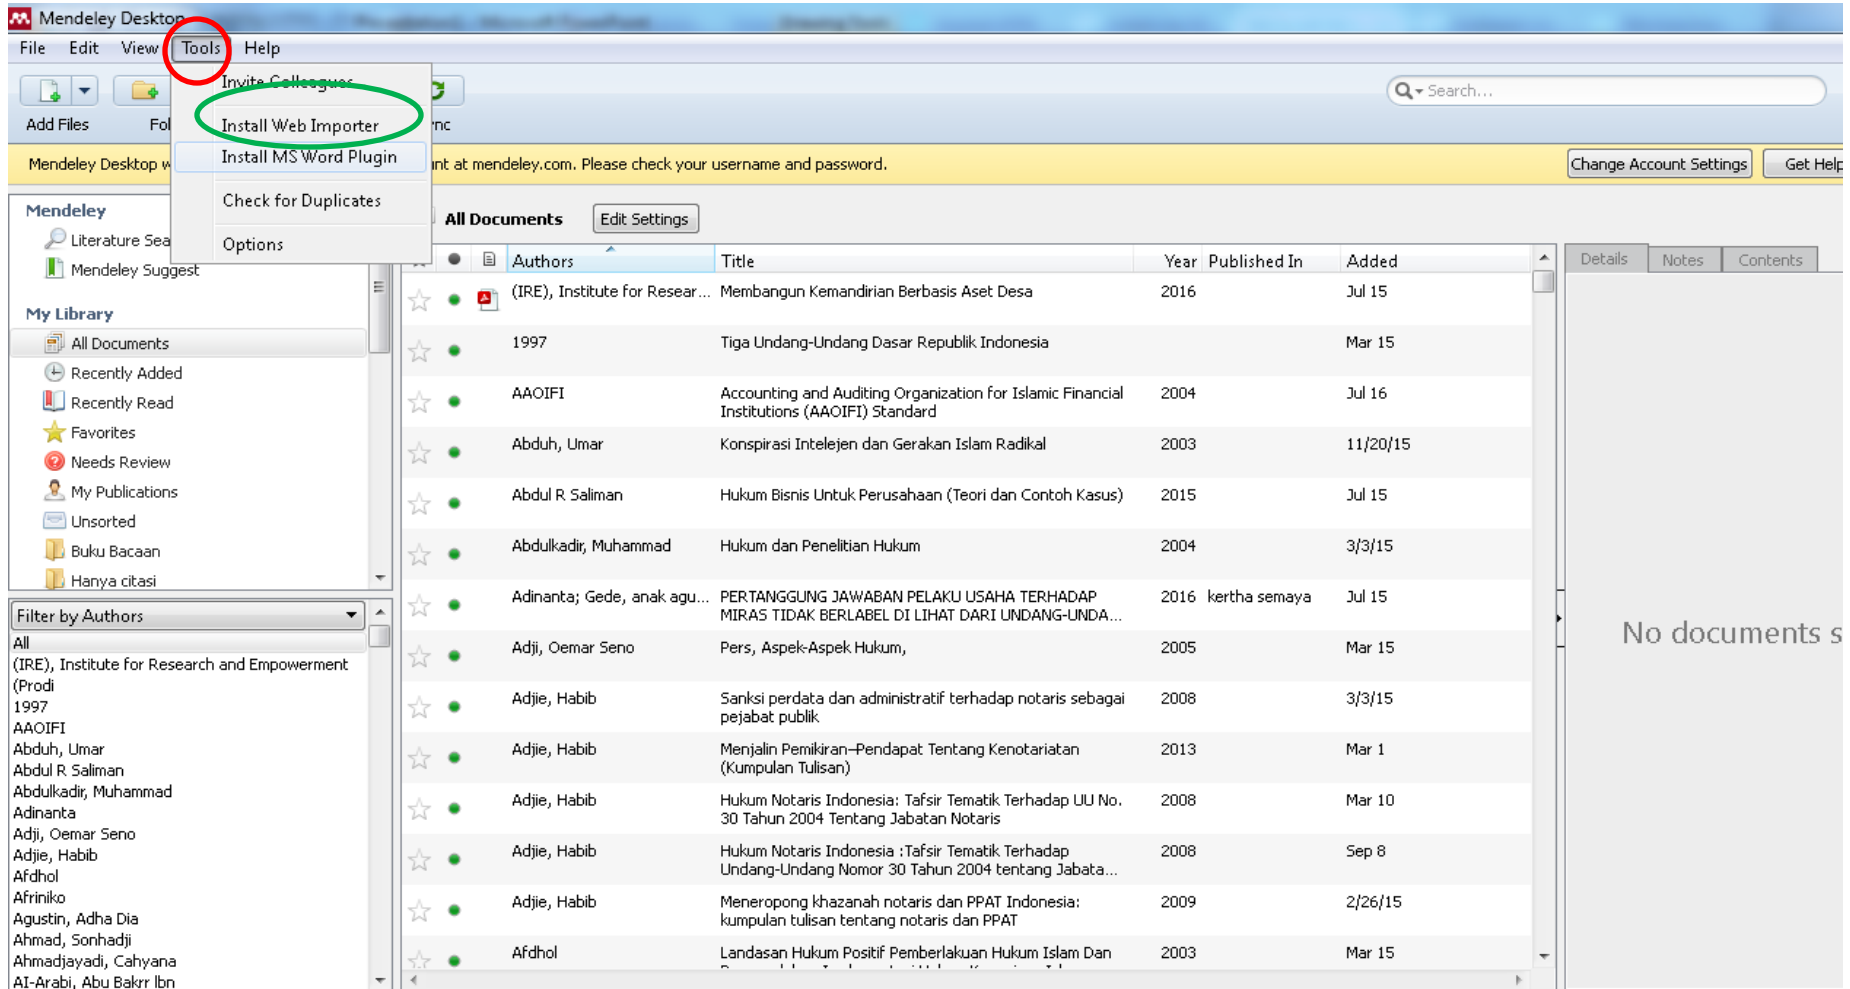 Mendeley Desktop
File Edit View Tools Help
Invite Colleagues
Install Web Importer
Install MS Word Plugin
Check for Duplicates
Options
Search...
Add Files
Fol
nc
Mendeley Desktop w
nt at mendeley.com. Please check your username and password.
Change Account Settings
Get Help
Mendeley
Literature Sea
Mendeley Suggest
My Library
All Documents
Recently Added
Recently Read
Favorites
Needs Review
My Publications
Unsorted
Buku Bacaan
Hanya citasi
Filter by Authors
All
(IRE), Institute for Research and Empowerment
(Prodi
1997
AAOIFI
Abduh, Umar
Abdul R Saliman
Abdulkadir, Muhammad
Adinanta
Adji, Oemar Seno
Adjie, Habib
Afdhol
Afriniko
Agustin, Adha Dia
Ahmad, Sonhadji
Ahmadjayadi, Cahyana
Al-Arabi, Abu Bakrr Ibn
All Documents Edit Settings
Authors Title Year Published In Added
(IRE), Institute for Resear... Membangun Kemandirian Berbasis Aset Desa 2016 Jul 15
1997 Tiga Undang-Undang Dasar Republik Indonesia Mar 15
AAOIFI Accounting and Auditing Organization for Islamic Financial 2004 Jul 16
Institutions (AAOIFI) Standard
Abduh, Umar Konspirasi Intelejen dan Gerakan Islam Radikal 2003 11/20/15
Abdul R Saliman Hukum Bisnis Untuk Perusahaan (Teori dan Contoh Kasus) 2015 Jul 15
Abdulkadir, Muhammad Hukum dan Penelitian Hukum 2004 3/3/15
Adinanta; Gede, anak agu... PERTANGGUNG JAWABAN PELAKU USAHA TERHADAP 2016 kertha semaya Jul 15
MIRAS TIDAK BERLABEL DI LIHAT DARI UNDANG-UNDA...
Adji, Oemar Seno Pers, Aspek-Aspek Hukum, 2005 Mar 15
Adjie, Habib Sanksi perdata dan administratif terhadap notaris sebagai 2008 3/3/15
pejabat publik
Adjie, Habib Menjalin Pemikiran–Pendapat Tentang Kenotariatan 2013 Mar 1
(Kumpulan Tulisan)
Adjie, Habib Hukum Notaris Indonesia: Tafsir Tematik Terhadap UU No. 2008 Mar 10
30 Tahun 2004 Tentang Jabatan Notaris
Adjie, Habib Hukum Notaris Indonesia :Tafsir Tematik Terhadap 2008 Sep 8
Undang-Undang Nomor 30 Tahun 2004 tentang Jabata...
Adjie, Habib Meneropong khazanah notaris dan PPAT Indonesia: 2009 2/26/15
kumpulan tulisan tentang notaris dan PPAT
Afdhol Landasan Hukum Positif Pemberlakuan Hukum Islam Dan 2003 Mar 15
Details Notes Contents
No documents s